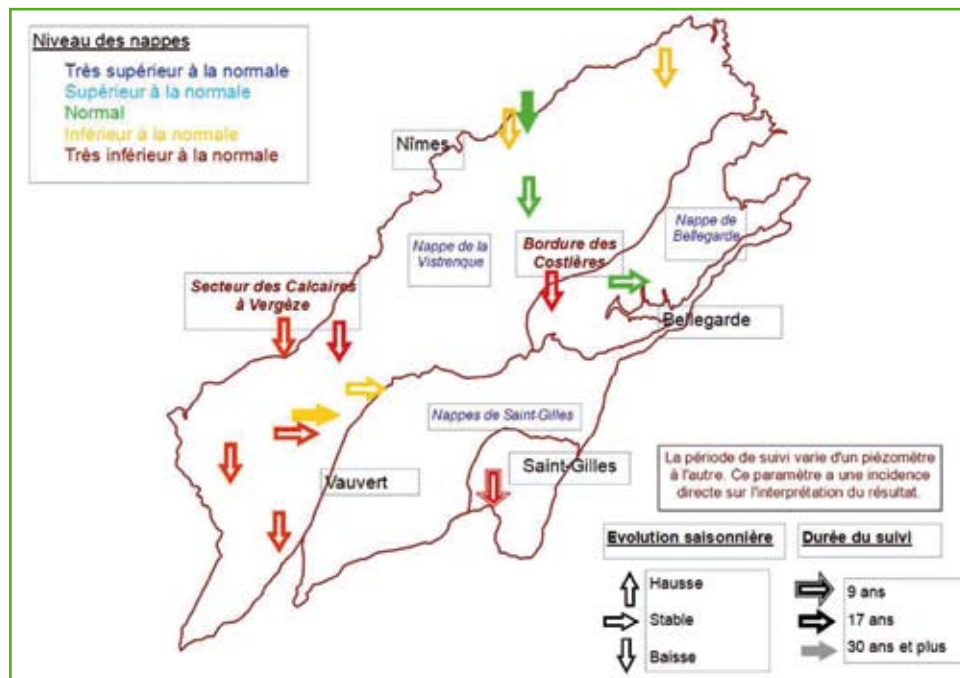 Niveau des nappes
Très supérieur à la normale
Supérieur à la normale
Normal
Inférieur à la normale
Très inférieur à la normale
Nîmes
Nappe de
Bellegarde
Nappe de la
Vistrenque
Bordure des
Costières
Secteur des Calcaires
à Vergèze
Bellegarde
Nappes de Saint-Gilles
Saint-Gilles
Vauvert
La période de suivi varie d'un piézomètre
à l'autre. Ce paramètre a une incidence
directe sur l'interprétation du résultat.
Evolution saisonnière
Hausse
Stable
Baisse
Durée du suivi
9 ans
17 ans
30 ans et plus